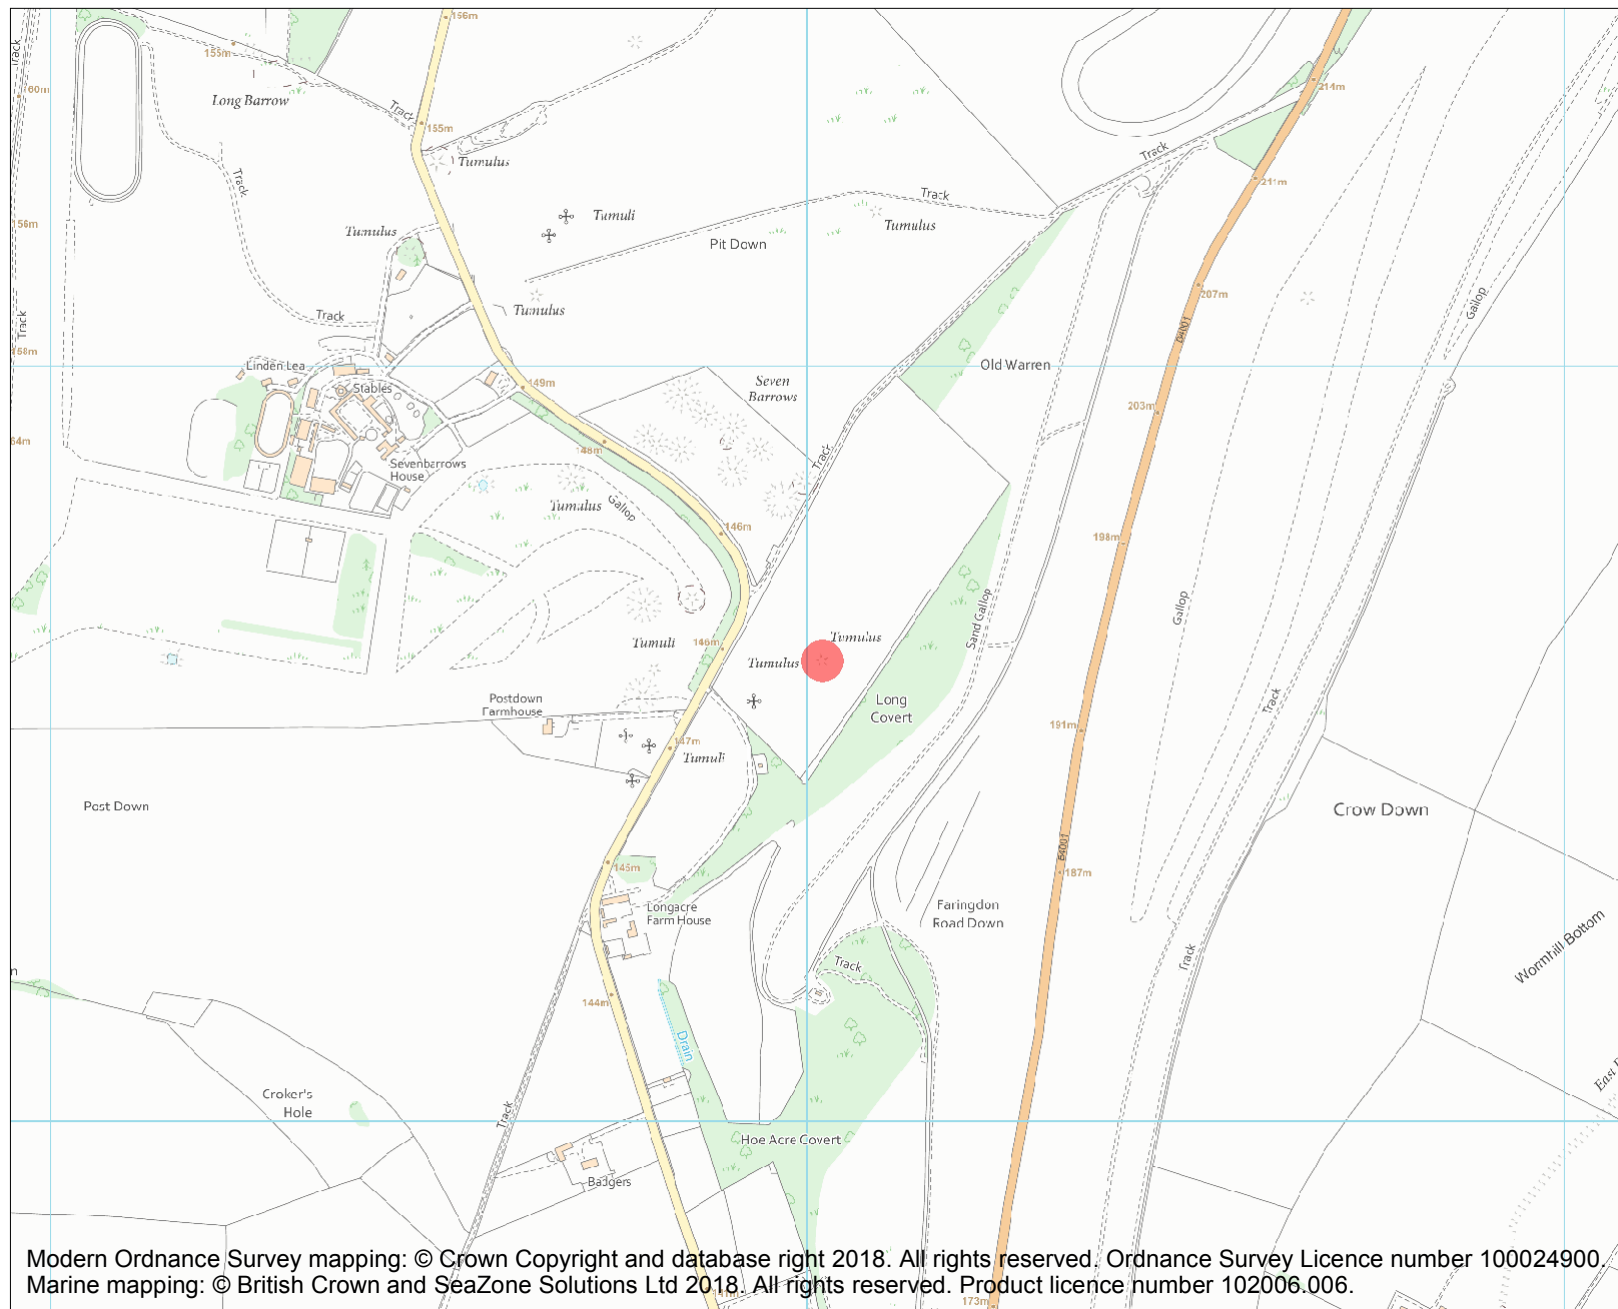 156m
Track
155m
60m
Long Barrow
Track
155m
Tumulus
214m
Track
Track
211m
Track
56m
Tumulus
Tumuli
Pit Down
Tumulus
207m
Gallop
Track
Track
Tumulus
B4001
158m
Linden Lea
Stables
149m
Seven
Barrows
Old Warren
203m
64m
148m
Track
Sevenbarrows
House
Tumulus
Gallop
146m
198m
Sand Gallop
Gallop
Tumuli
146m
Tumulus
Tumulus
Postdown
Farmhouse
Long
Covert
Track
191m
147m
Tumuli
Post Down
Crow Down
B4001
145m
187m
Longacre
Farm House
Faringdon
Road Down
Wormhill Bottom
n
Track
Track
144m
Drain
Croker's
Hole
East
Track
Hoe Acre Covert
Badgers
173m
Modern Ordnance Survey mapping: © Crown Copyright and database right 2018. All rights reserved. Ordnance Survey Licence number 100024900.
Marine mapping: © British Crown and SeaZone Solutions Ltd 2018. All rights reserved. Product licence number 102006.006.